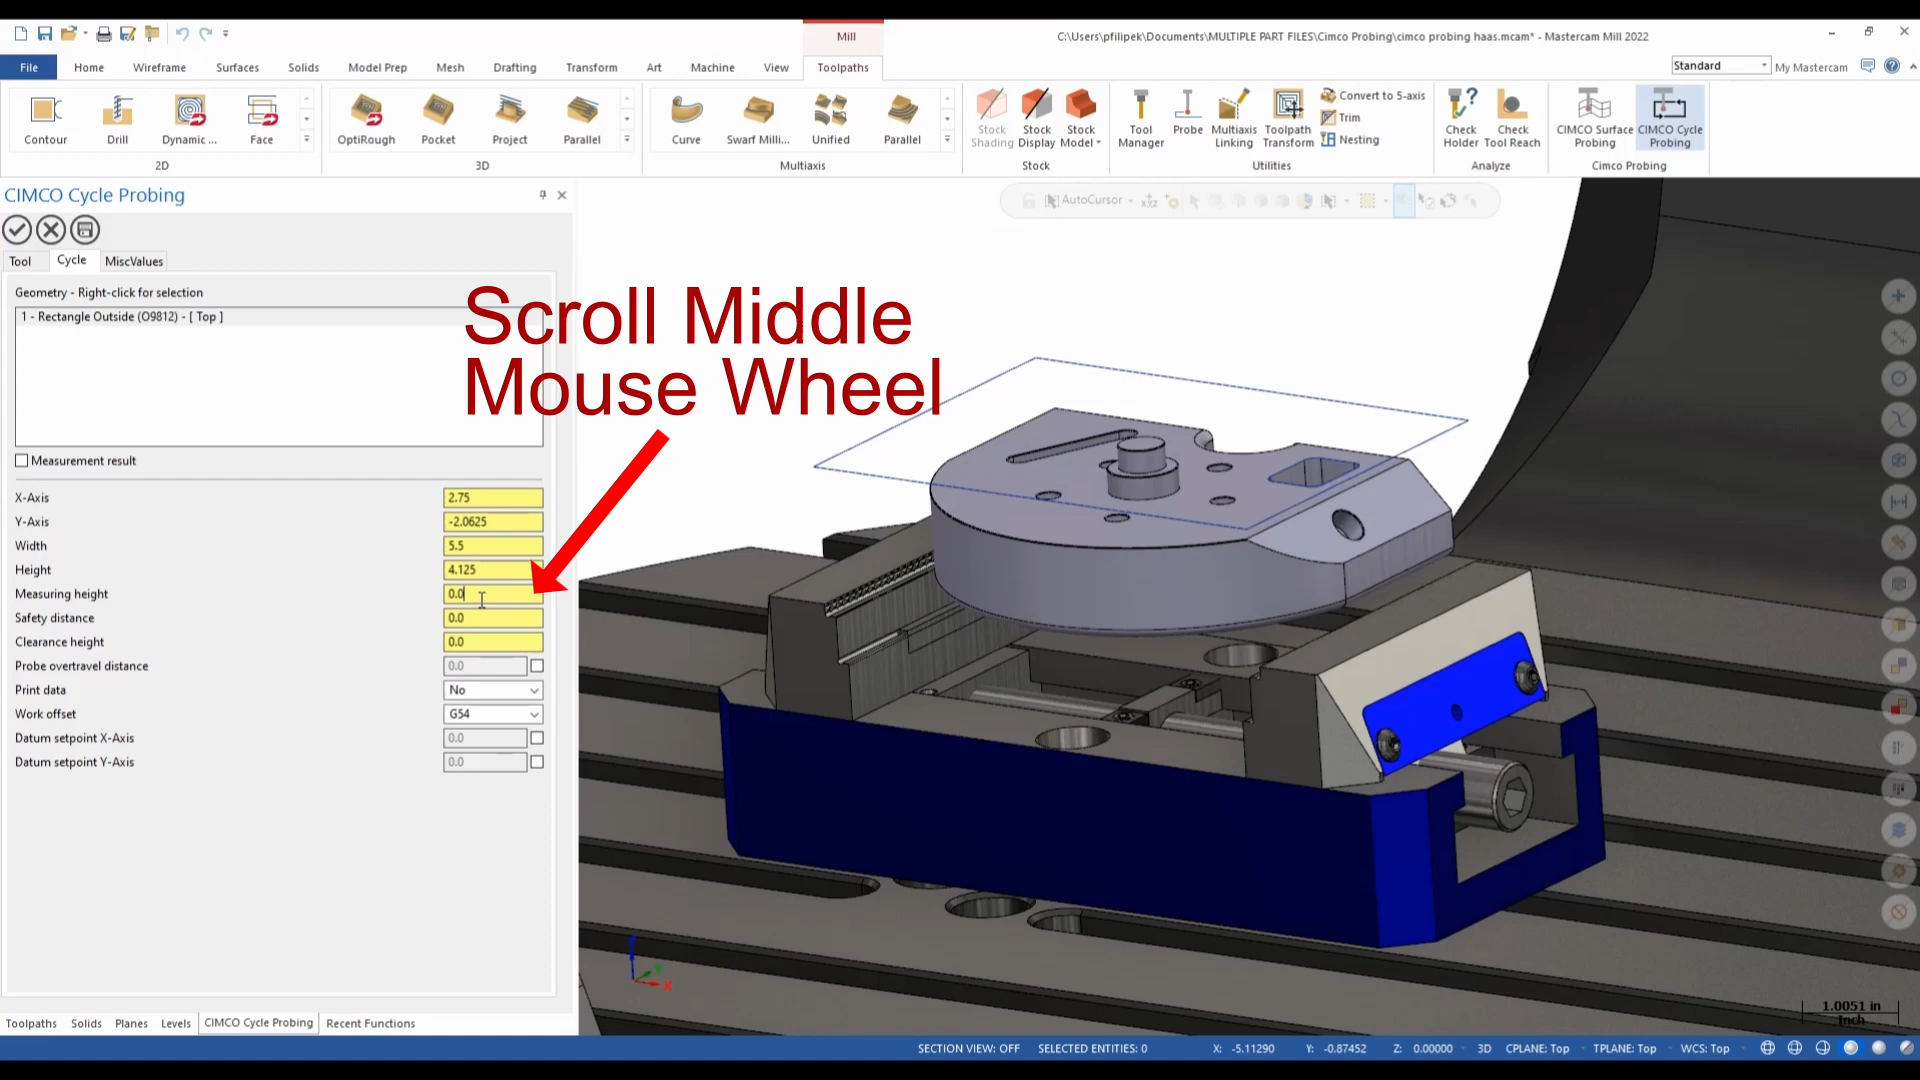 Mill
C:\Users\pfilipek\Documents\MULTIPLE PART FILES\Cimco Probing\cimco probing haas.mcam* - Mastercam Mill 2022
File Home Wireframe Surfaces Solids Model Prep Mesh Drafting Transform Art Machine View Toolpaths
Standard My Mastercam
Contour Drill Dynamic ... Face
2D
OptiRough Pocket Project Parallel
3D
Curve Swarf Milli... Unified Parallel
Multiaxis
Stock Shading Stock Display Stock Model
Stock
Tool Manager Probe Multiaxis Linking Toolpath Transform
Convert to 5-axis
Trim
Nesting
Utilities
Check Holder Check Tool Reach
Analyze
CIMCO Surface Probing CIMCO Cycle Probing
Cimco Probing
CIMCO Cycle Probing
AutoCursor
Tool Cycle MiscValues
Geometry - Right-click for selection
1 - Rectangle Outside (O9812) - [ Top ]
Scroll Middle
Mouse Wheel
Measurement result
X-Axis 2.75
Y-Axis -2.0625
Width 5.5
Height 4.125
Measuring height 0.0
Safety distance 0.0
Clearance height 0.0
Probe overtravel distance 0.0
Print data No
Work offset G54
Datum setpoint X-Axis 0.0
Datum setpoint Y-Axis 0.0
X
1.0051 in
Inch
Toolpaths Solids Planes Levels CIMCO Cycle Probing Recent Functions
SECTION VIEW: OFF SELECTED ENTITIES: 0 X: -5.11290 Y: -0.87452 Z: 0.00000 3D CPLANE: Top TPLANE: Top WCS: Top